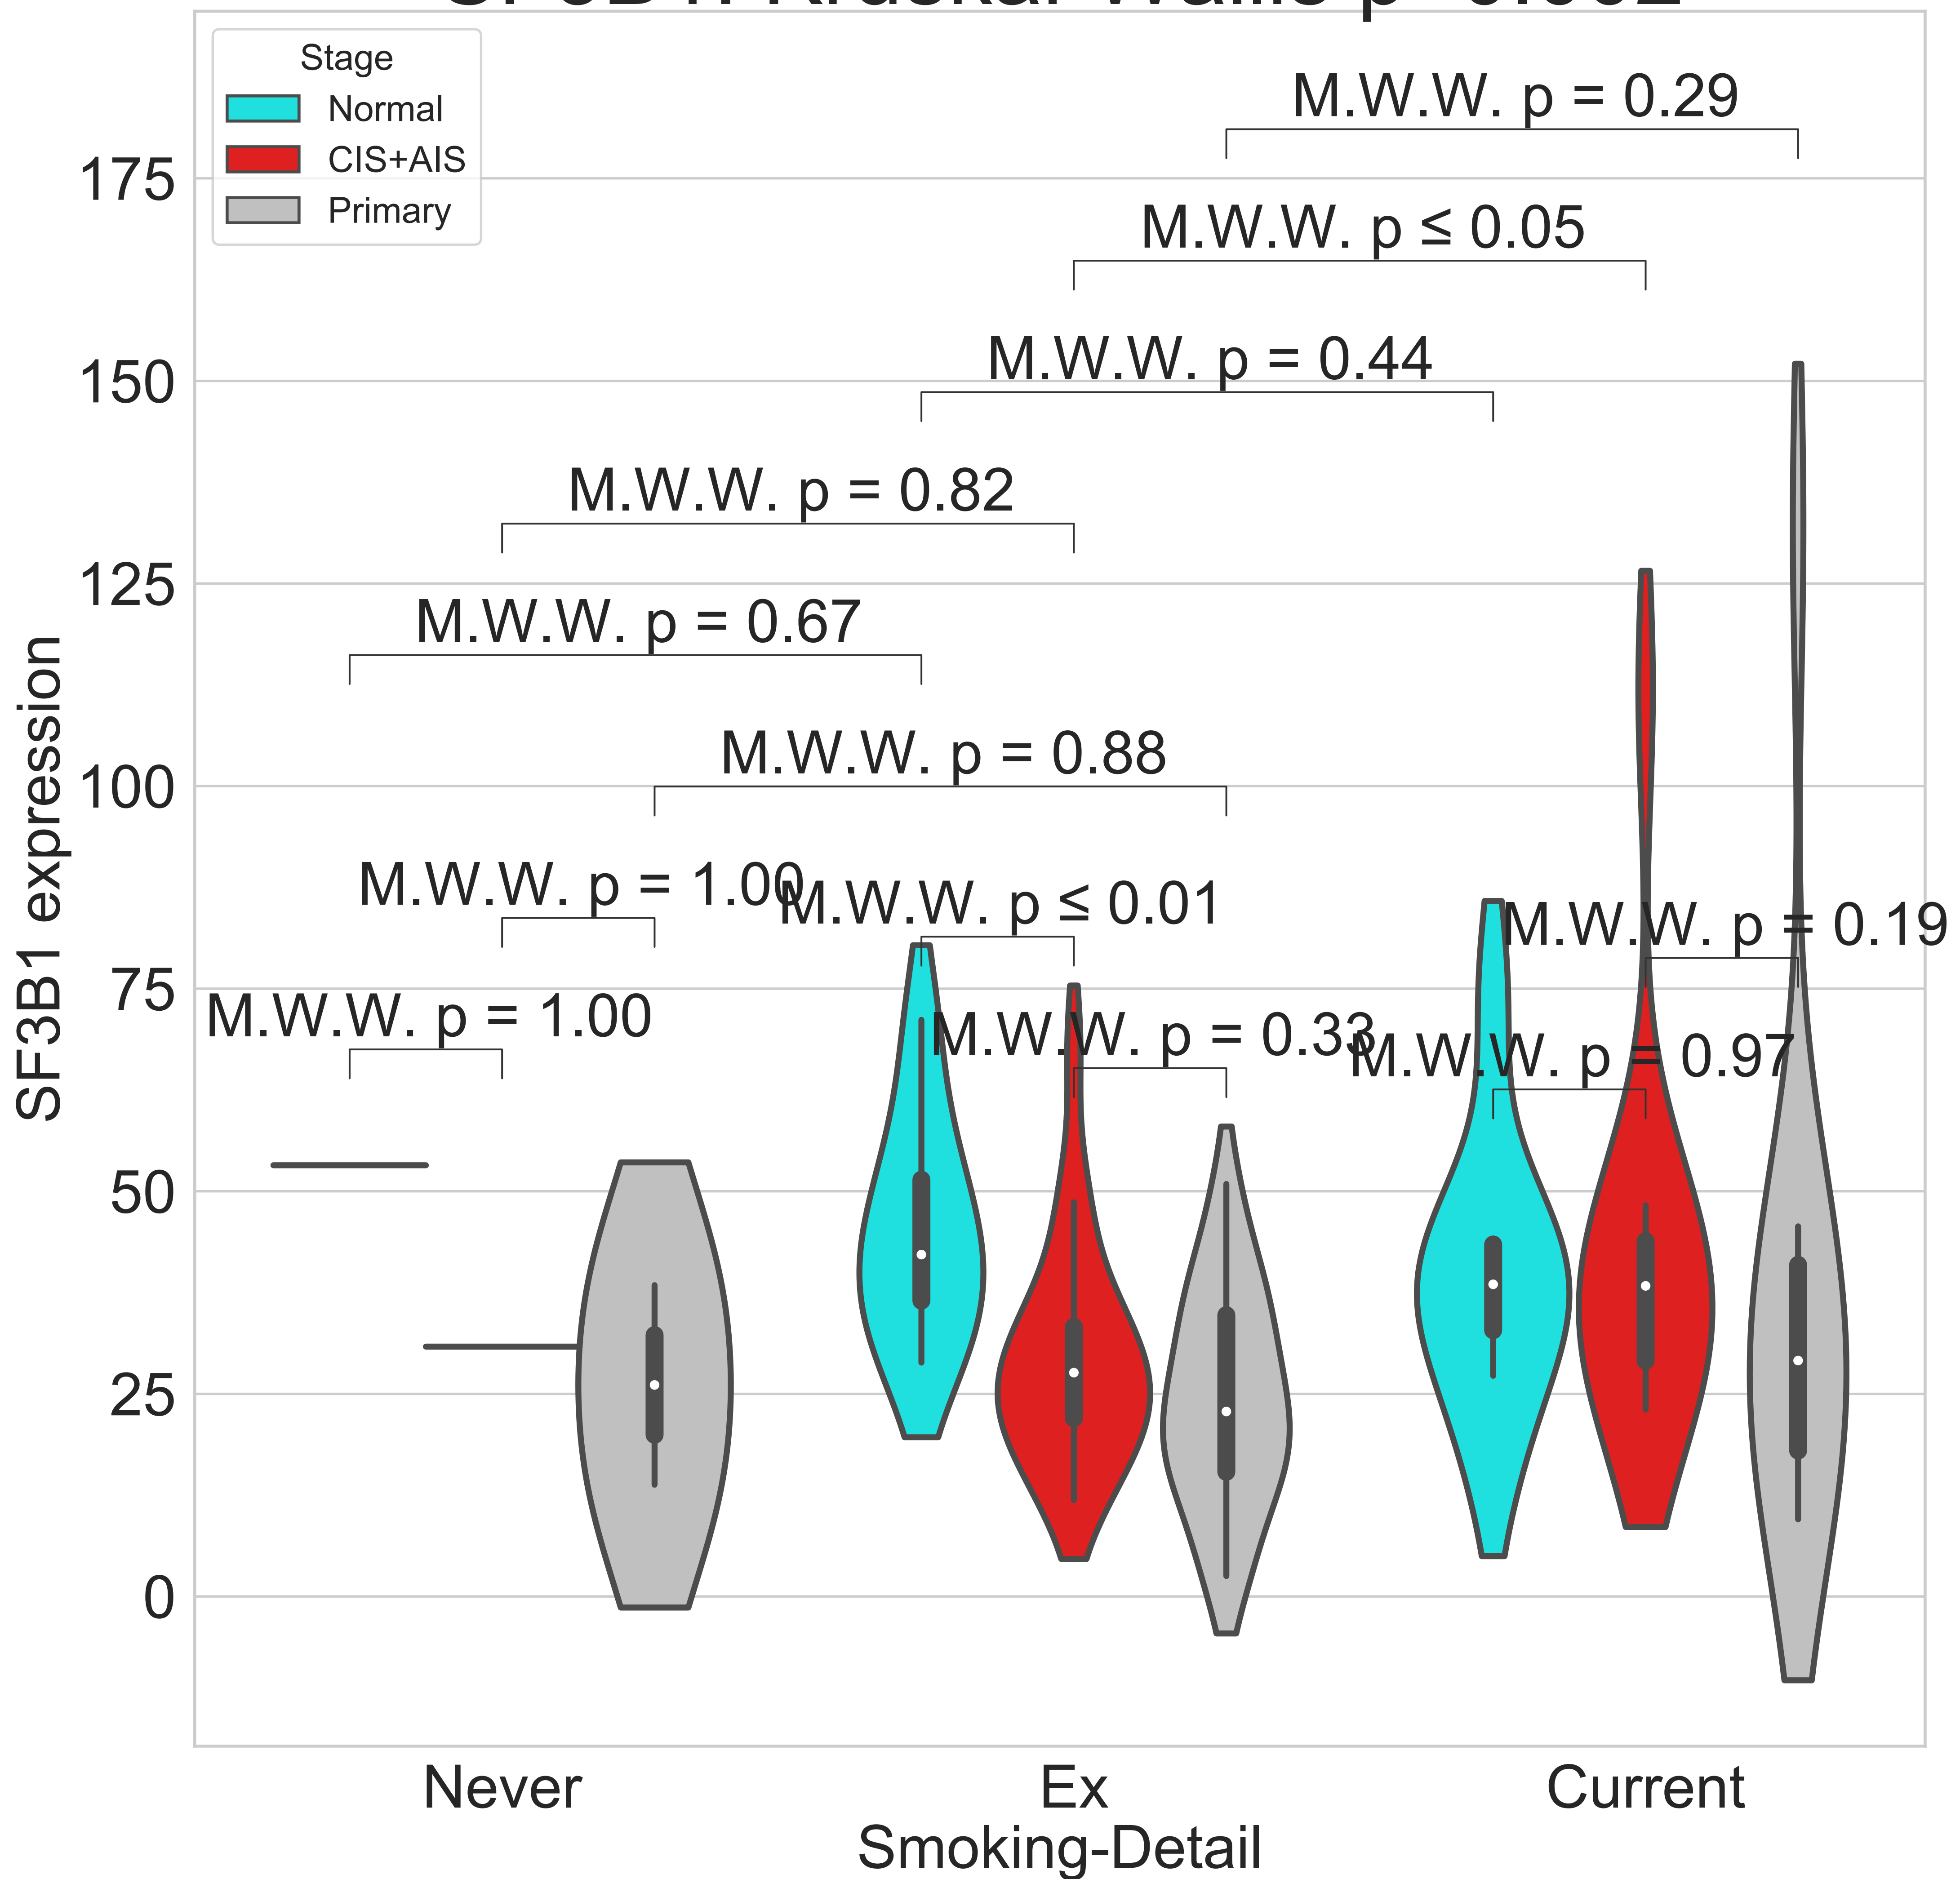 Stage
Normal
CIS+AIS
Primary
M.W.W. p = 0.29
M.W.W. p ≤ 0.05
M.W.W. p = 0.44
M.W.W. p = 0.82
M.W.W. p = 0.67
M.W.W. p = 0.88
M.W.W. p = 1.00
M.W.W. p ≤ 0.01
M.W.W. p = 0.19
M.W.W. p = 1.00
M.W.W. p = 0.33
M.W.W. p = 0.97
175
150
125
100
75
50
25
0
SF3B1 expression
Never
Ex
Current
Smoking-Detail